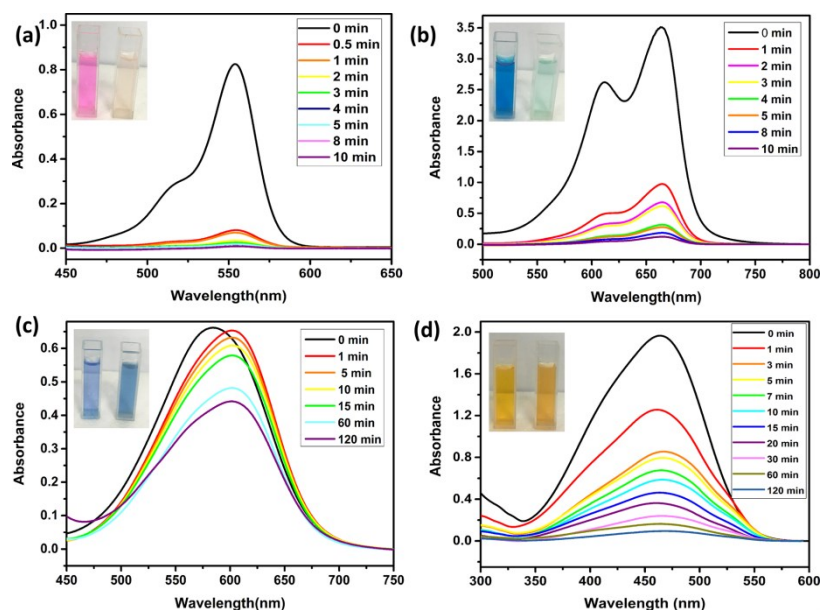 (a)
0 min
0.5 min
1 min
2 min
3 min
4 min
5 min
8 min
10 min
1.0
0.8
0.6
0.4
0.2
0.0
Absorbance
450 500 550 600 650
Wavelength(nm)
(b)
0 min
1 min
2 min
3 min
4 min
5 min
8 min
10 min
3.5
3.0
2.5
2.0
1.5
1.0
0.5
0.0
Absorbance
500 550 600 650 700 750 800
Wavelength(nm)
(c)
0 min
1 min
5 min
10 min
15 min
60 min
120 min
0.6
0.5
0.4
0.3
0.2
0.1
0.0
Absorbance
450 500 550 600 650 700 750
Wavelength(nm)
(d)
0 min
1 min
3 min
5 min
7 min
10 min
15 min
20 min
30 min
60 min
120 min
2.0
1.6
1.2
0.8
0.4
0.0
Absorbance
300 350 400 450 500 550 600
Wavelength(nm)